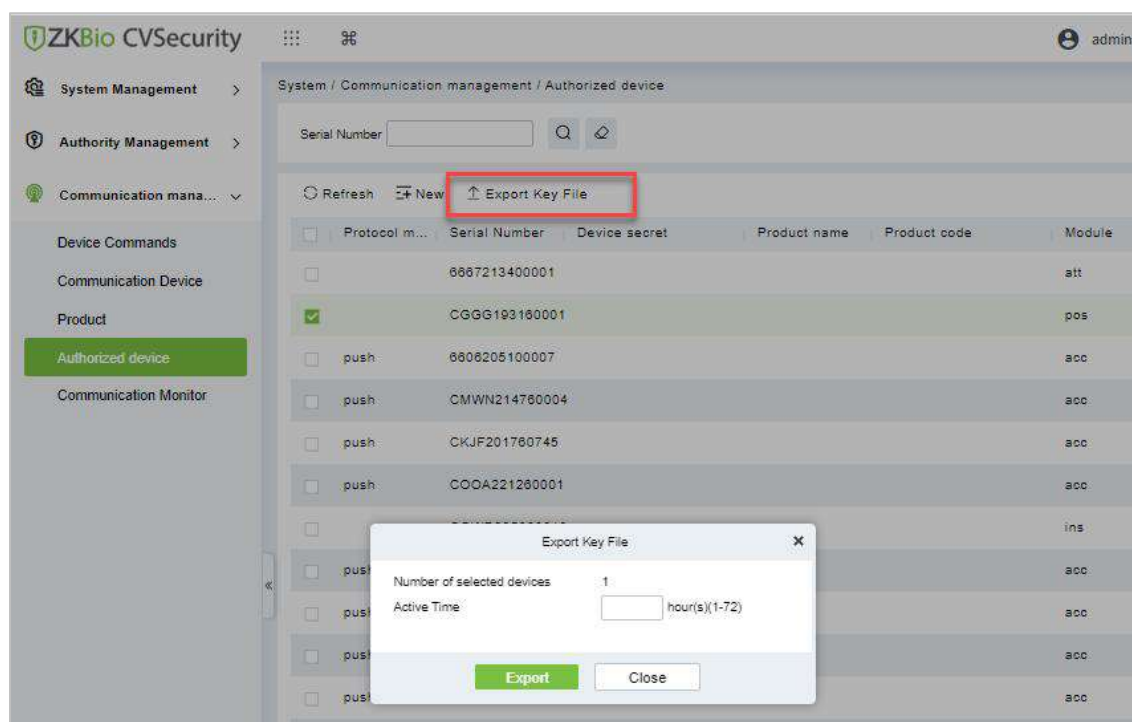 ZKBio CVSecurity
admin
System Management
Authority Management
Communication mana...
Device Commands
Communication Device
Product
Authorized device
Communication Monitor
System / Communication management / Authorized device
Serial Number
Refresh New Export Key File
Protocol m... Serial Number Device secret Product name Product code Module
6667213400001 att
CGGG193160001 pos
push 6606205100007 acc
push CMWN214760004 acc
push CKJF201760745 acc
push COOA221260001 acc
ins
push acc
push acc
push acc
push acc
Export Key File
Number of selected devices 1
Active Time hour(s)(1-72)
Export Close